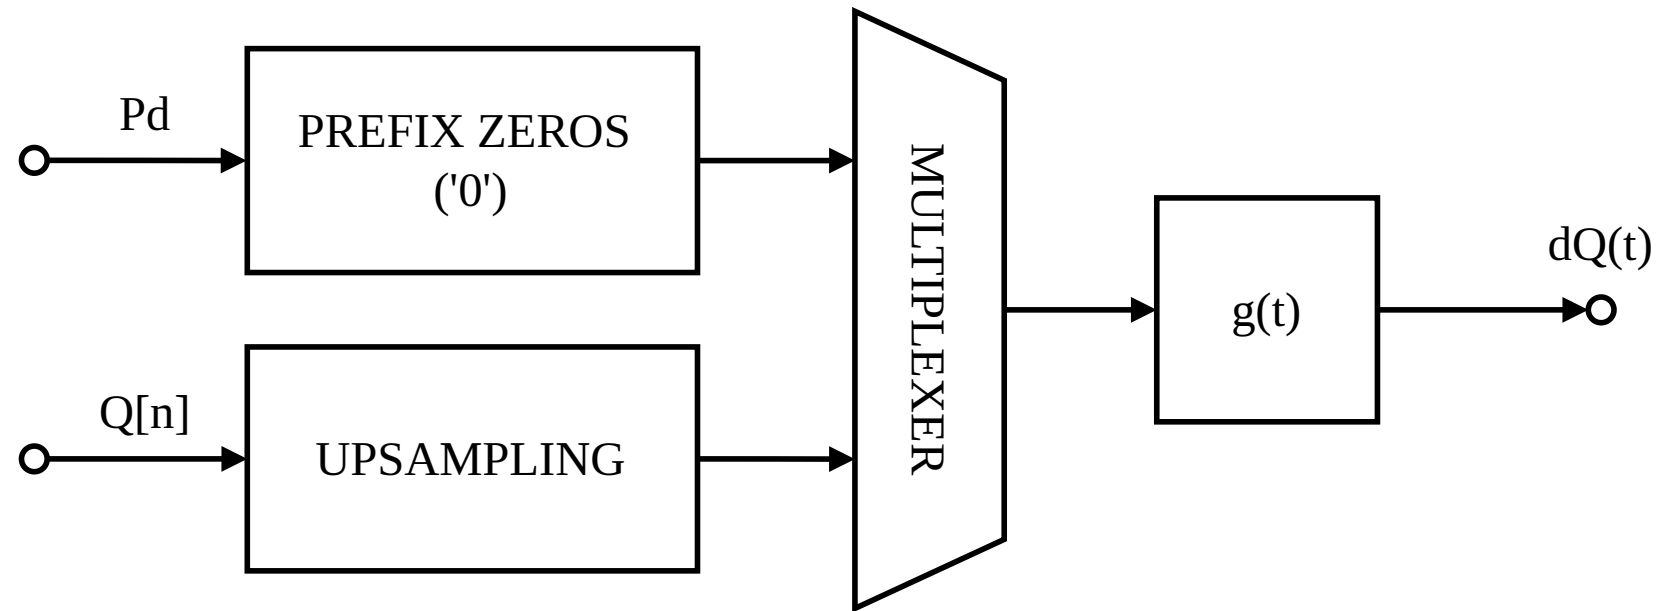 Pd
PREFIX ZEROS
('0')
Q[n]
UPSAMPLING
MULTIPLEXER
g(t)
dQ(t)